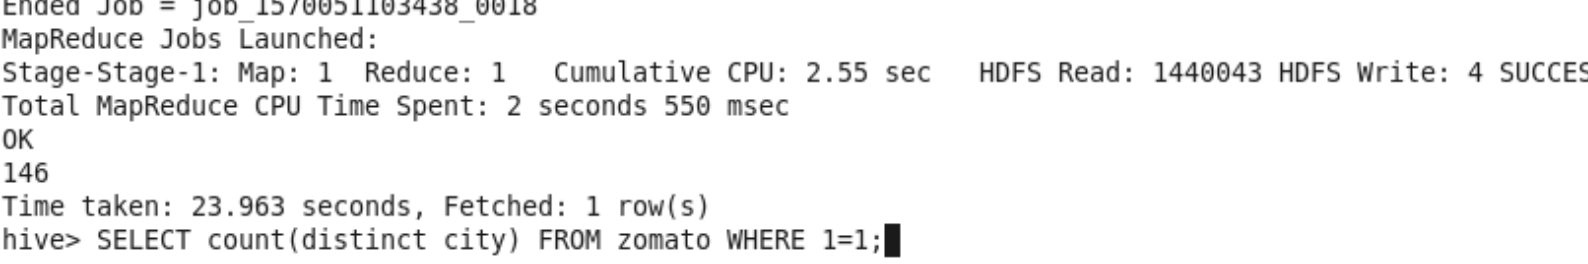 Ended Job = job_1570051103438_0018
MapReduce Jobs Launched:
Stage-Stage-1: Map: 1  Reduce: 1   Cumulative CPU: 2.55 sec   HDFS Read: 1440043 HDFS Write: 4 SUCCES
Total MapReduce CPU Time Spent: 2 seconds 550 msec
OK
146
Time taken: 23.963 seconds, Fetched: 1 row(s)
hive> SELECT count(distinct city) FROM zomato WHERE 1=1;